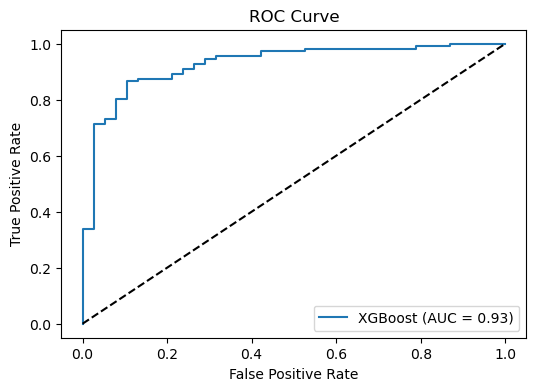 ROC Curve
True Positive Rate
1.0
0.8
0.6
0.4
0.2
0.0
XGBoost (AUC = 0.93)
0.0 0.2 0.4 0.6 0.8 1.0
False Positive Rate